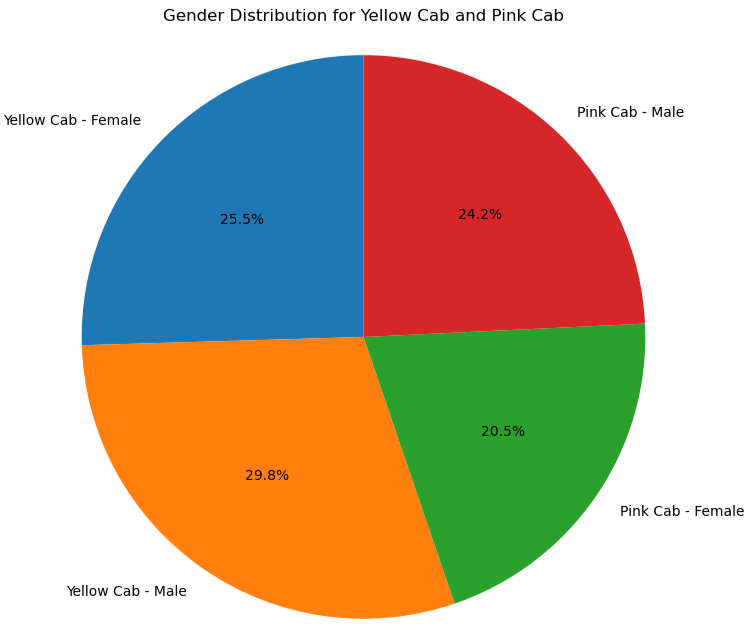 Gender Distribution for Yellow Cab and Pink Cab
Pink Cab - Male
Yellow Cab - Female
24.2%
25.5%
20.5%
29.8%
Pink Cab - Female
Yellow Cab - Male